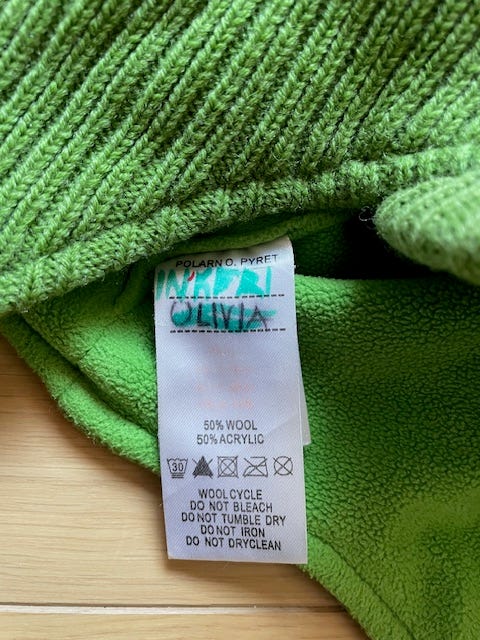 POLARN O. PYRET
OLIVIA
50% WOOL
50% ACRYLIC
30
WOOL CYCLE
DO NOT BLEACH
DO NOT TUMBLE DRY
DO NOT IRON
DO NOT DRYCLEAN